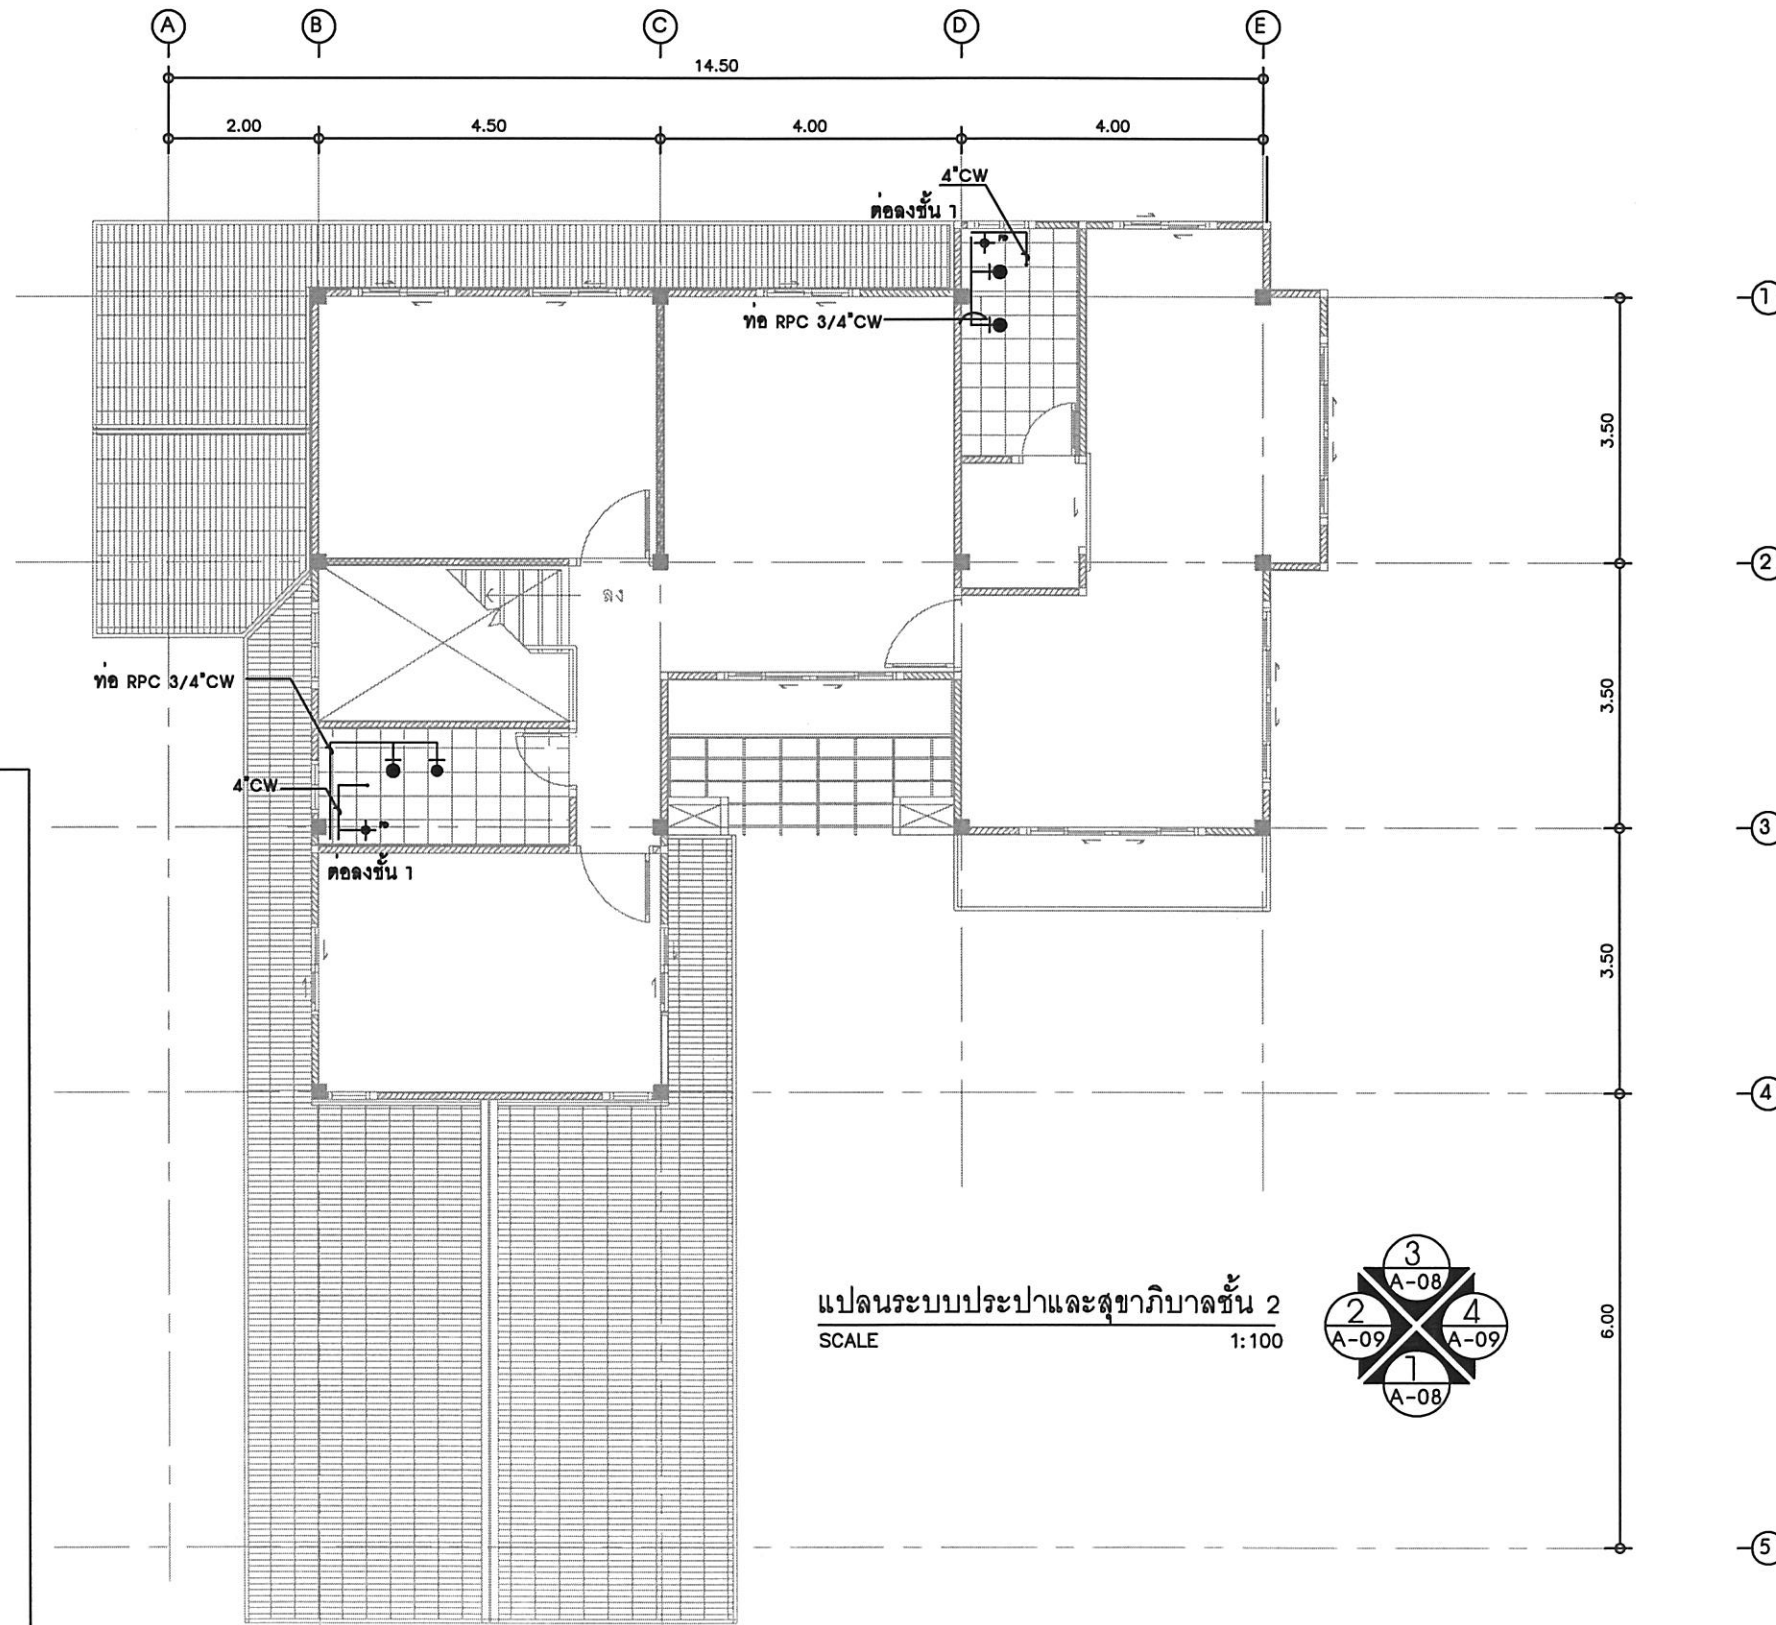 A B C D E
14.50
2.00 4.50 4.00 4.00
4"CW
ต่อลงชั้น 1
1
ท่อ RPC 3/4"CW
3.50
2
ลง
ท่อ RPC 3/4"CW
3.50
4"CW
3
ต่อลงชั้น 1
3.50
4
แปลนระบบประปาและสุขาภิบาลชั้น 2
SCALE 1:100
3
A-08
2
A-09
4
A-09
1
A-08
6.00
5